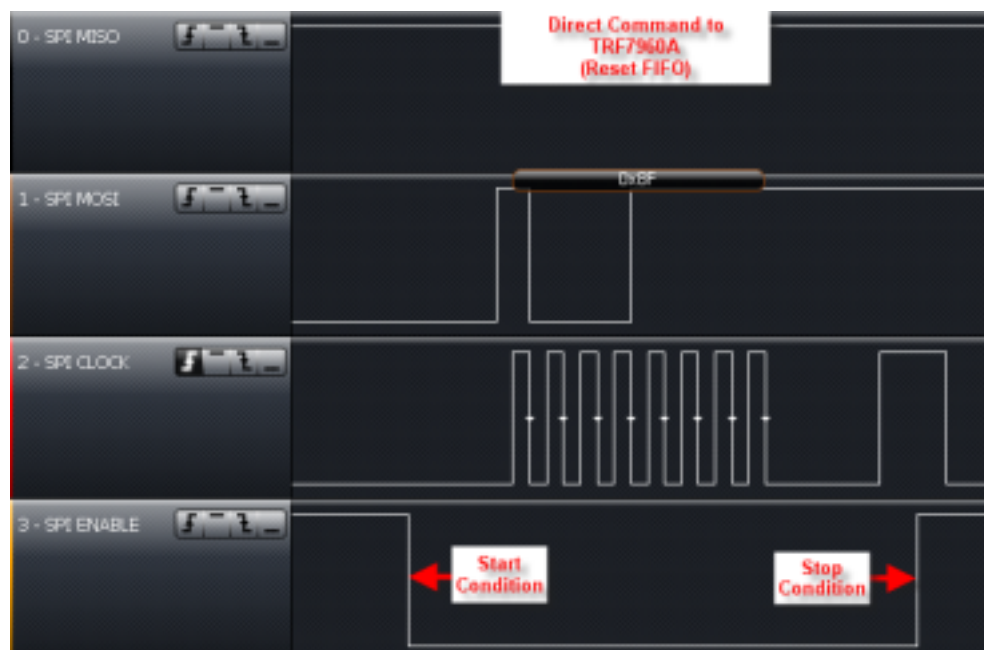 0 - SPI MISO
Direct Command to
TRF7960A
(Reset FIFO)
1 - SPI MOSI
0x8F
2 - SPI CLOCK
3 - SPI ENABLE
Start
Condition
Stop
Condition